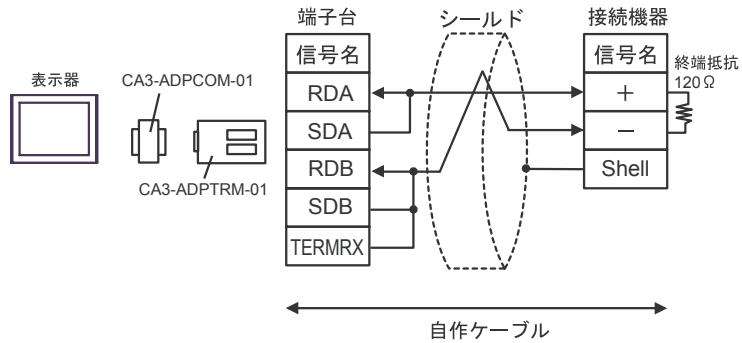 端子台
シールド
接続機器
信号名
信号名
終端抵抗
120Ω
表示器
CA3-ADPCOM-01
RDA
+
SDA
−
RDB
Shell
CA3-ADPTRM-01
SDB
TERMRX
自作ケーブル